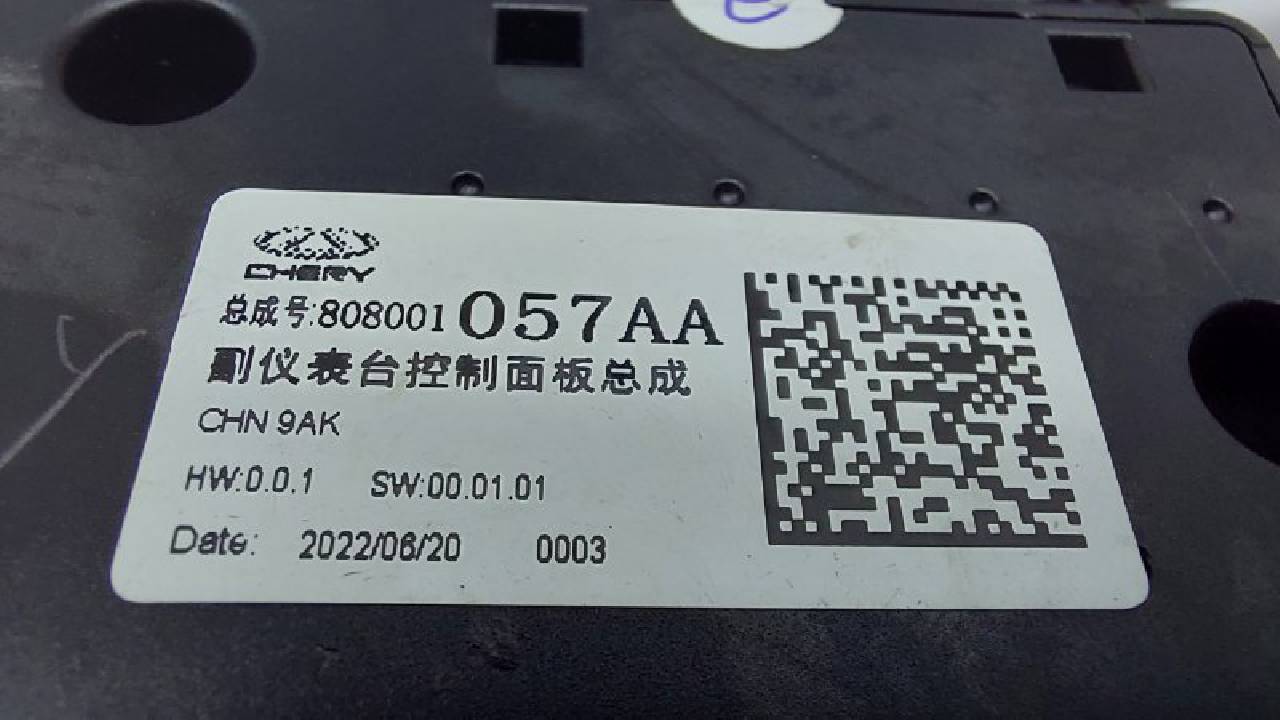 e
CHERY
总成号:808001057AA
副仪表台控制面板总成
CHN 9AK
HW:0.0.1 SW:00.01.01
Date: 2022/06/20 0003